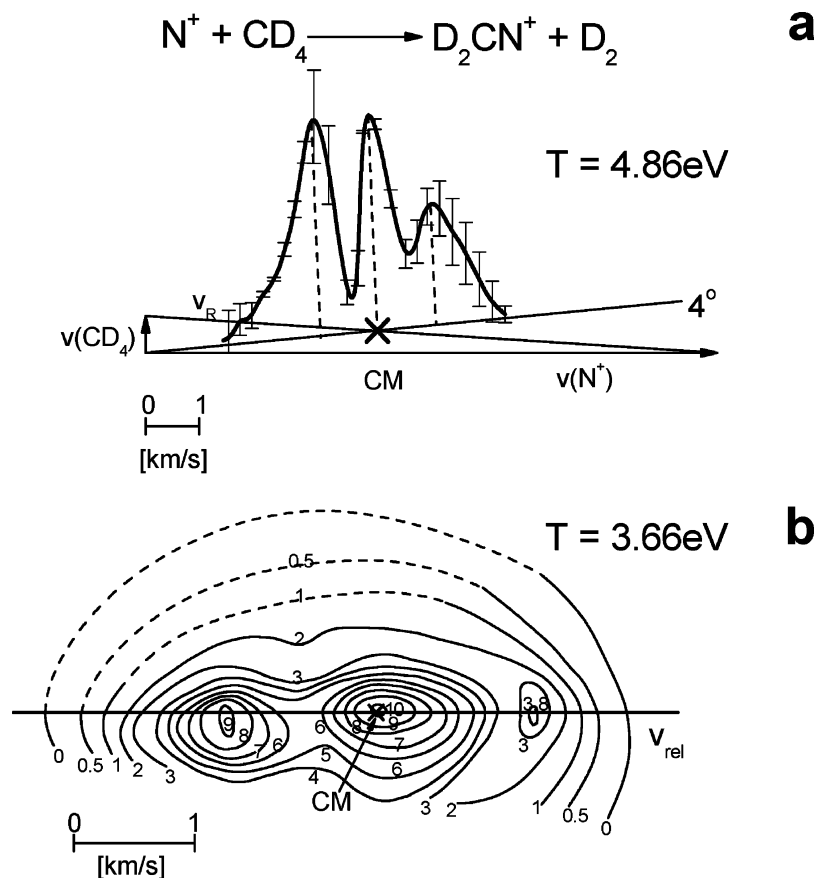 a
N⁺ + CD₄ ⟶ D₂CN⁺ + D₂
T = 4.86eV
v_R
4°
v(CD₄)
CM
v(N⁺)
0 1
[km/s]
b
T = 3.66eV
0.5
1
2
3
10
3.8
9
9
8
8
6
7
6
7
3
v_rel
0
0.5
1
2
3
5
4
6
CM
3
2
1
0.5
0
0 1
[km/s]